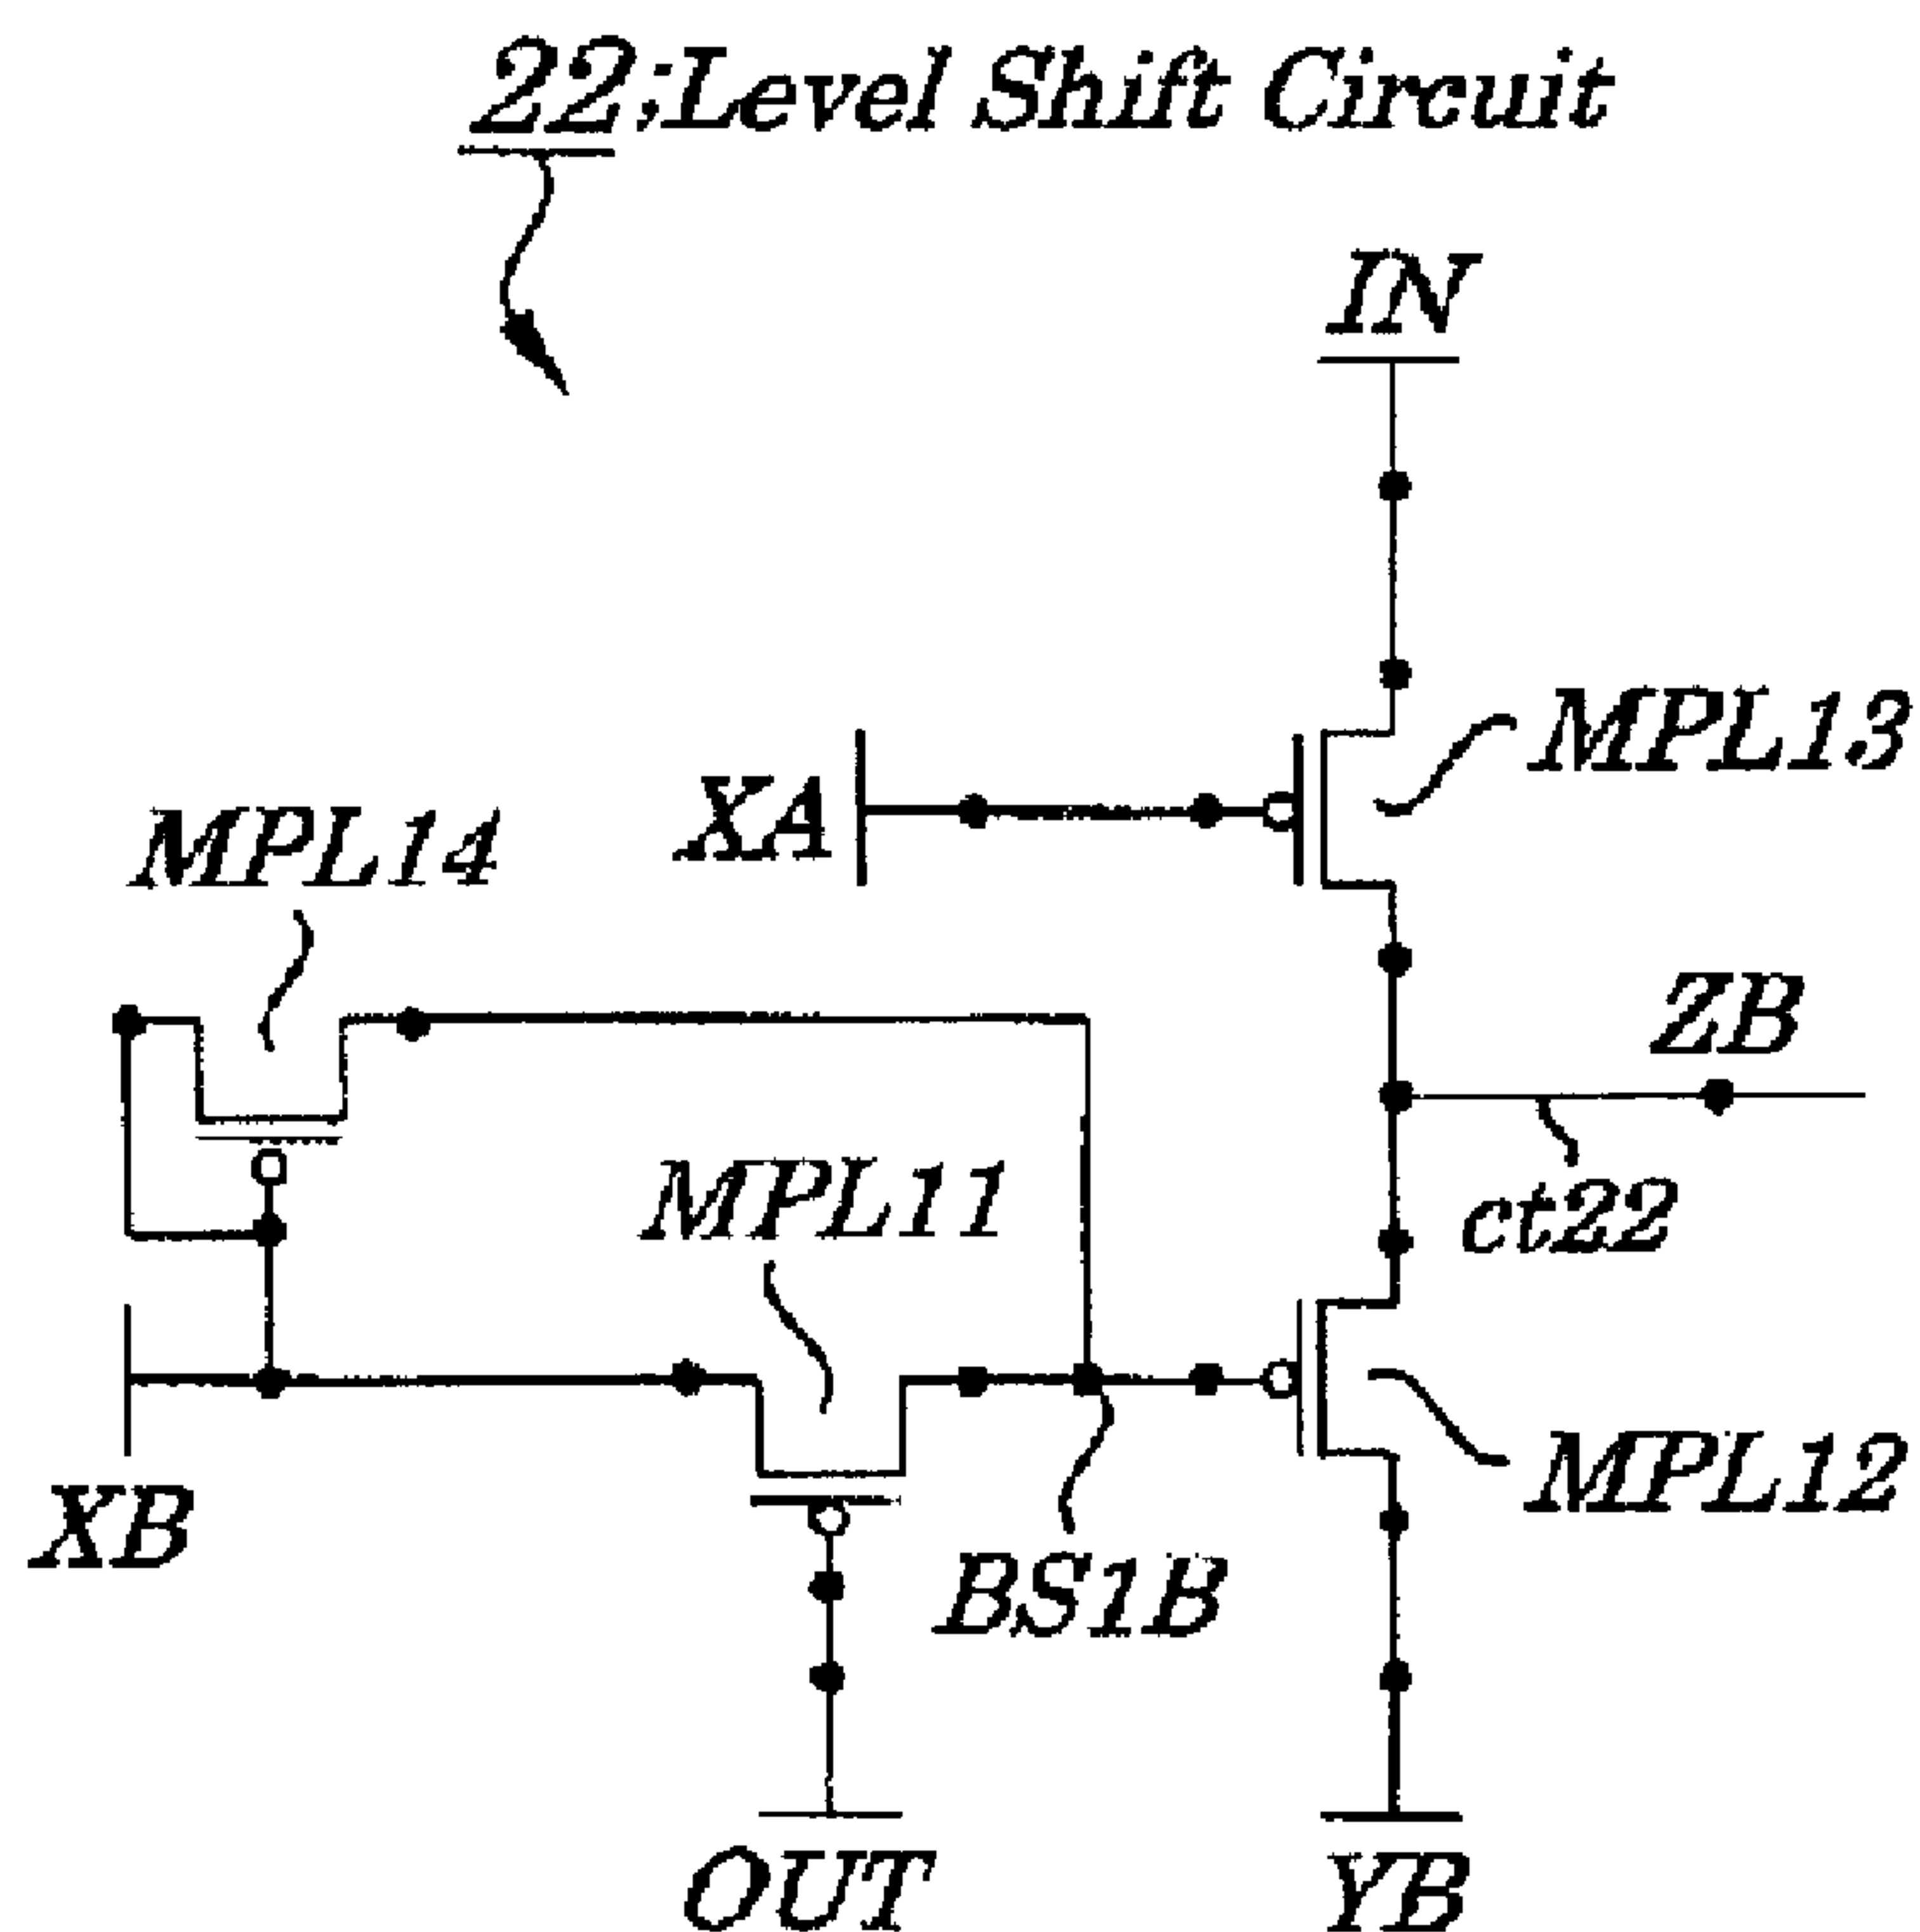 22:Level Shift Circuit
IN
MPL13
XA
MPL14
ZB
MPL11
ct22
MPL12
XB
BS1B
OUT
YB